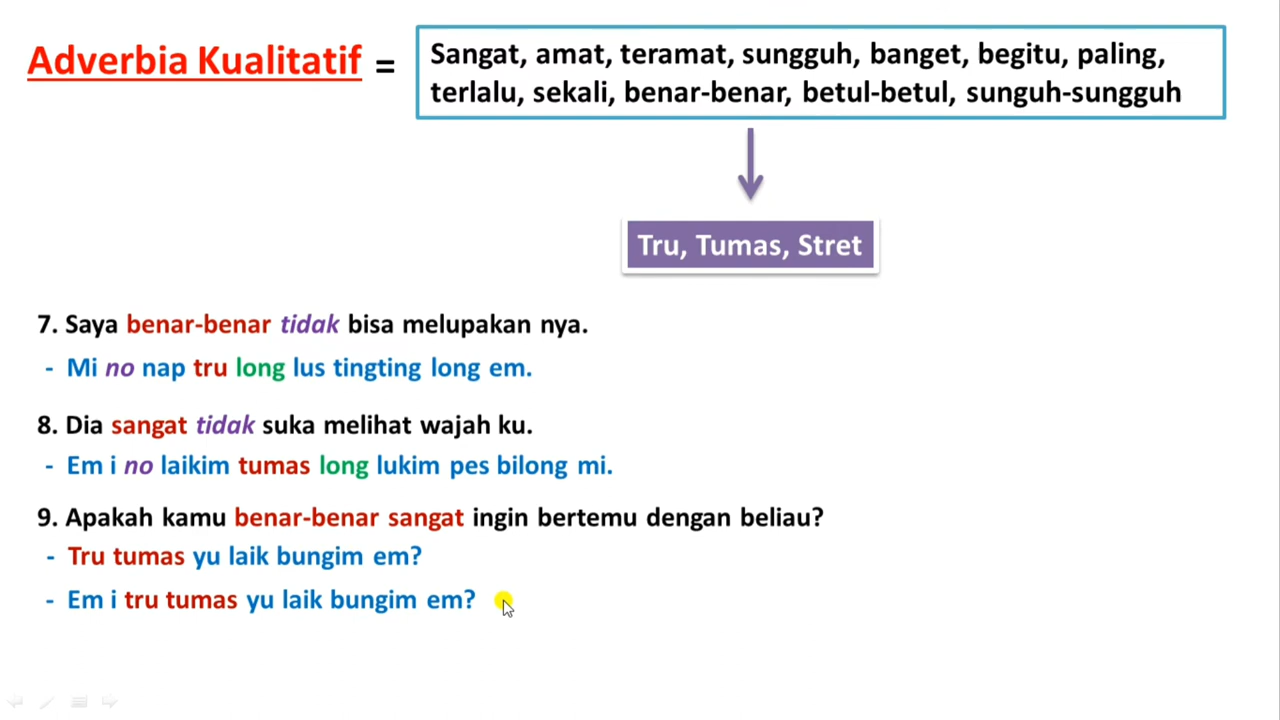 Adverbia Kualitatif =
Sangat, amat, teramat, sungguh, banget, begitu, paling,
terlalu, sekali, benar-benar, betul-betul, sunguh-sungguh
Tru, Tumas, Stret
7. Saya benar-benar tidak bisa melupakan nya.
- Mi no nap tru long lus tingting long em.
8. Dia sangat tidak suka melihat wajah ku.
- Em i no laikim tumas long lukim pes bilong mi.
9. Apakah kamu benar-benar sangat ingin bertemu dengan beliau?
- Tru tumas yu laik bungim em?
- Em i tru tumas yu laik bungim em?